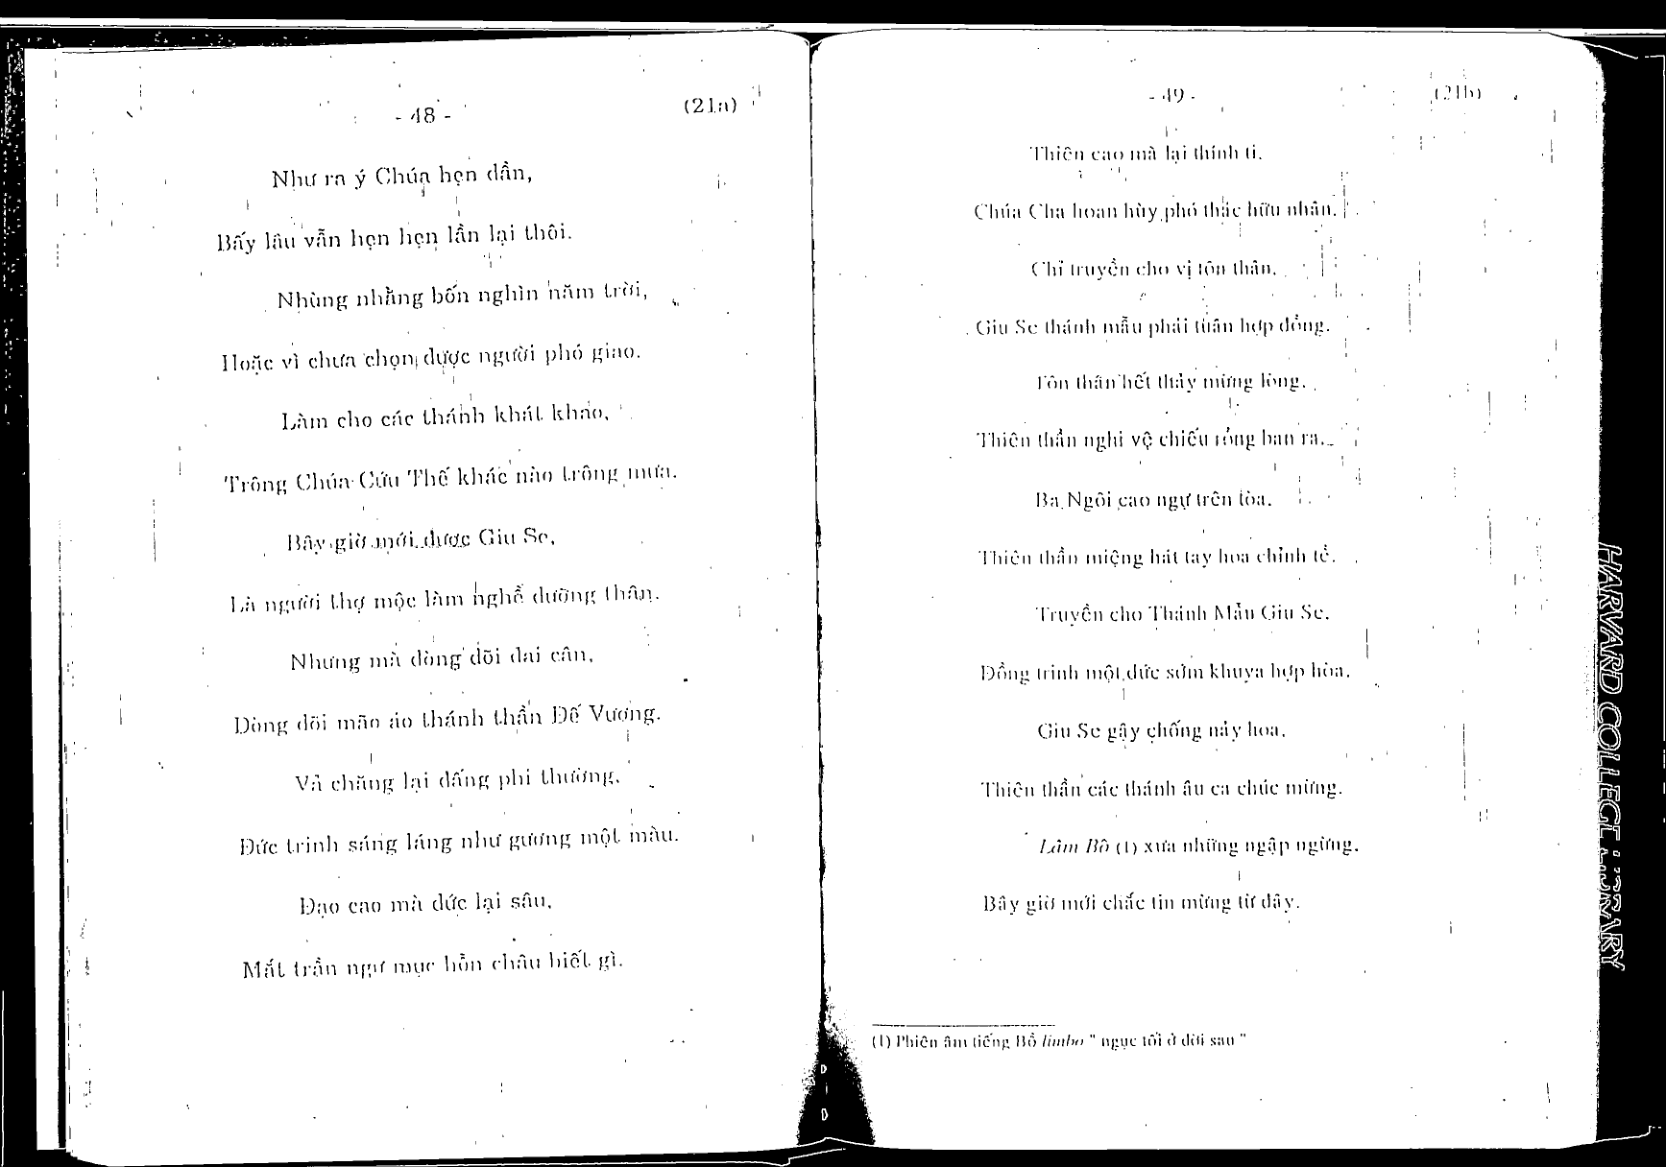 - 48 -
(21a)
Như ra ý Chúa hẹn dần,
Bấy lâu vẫn hẹn hẹn lần lại thôi.
Nhùng nhằng bốn nghìn năm trời,
Hoặc vì chưa chọn được người phó giao.
Làm cho các thánh khát khao,
Trông Chúa Cứu Thế khác nào trông mưa.
Bây giờ mới được Giu Se,
Là người thợ mộc làm nghề dưỡng thân.
Nhưng mà dòng dõi đai cân,
Dòng dõi mão áo thánh thần Đế Vương.
Vả chăng lại đấng phi thường,
Đức trinh sáng láng như gương một màu.
Đạo cao mà đức lại sâu,
Mắt trần ngư mục hỗn châu biết gì.
- 49 -
(21b)
Thiên cao mà lại thính ti.
Chúa Cha hoan hùy phó thác hữu nhân.
Chỉ truyền cho vị tôn thân,
Giu Se thánh mẫu phải tuân hợp đồng.
Tôn thân hết thảy mừng lòng,
Thiên thần nghi vệ chiếu rồng ban ra.
Ba Ngôi cao ngự trên tòa,
Thiên thần miệng hát tay hoa chỉnh tề.
Truyền cho Thánh Mẫu Giu Se,
Đồng trinh một đức sớm khuya hợp hòa.
Giu Se gậy chống nảy hoa,
Thiên thần các thánh âu ca chúc mừng.
Lâm Bô (1) xưa những ngập ngừng,
Bây giờ mới chắc tin mừng từ đây.
(1) Phiên âm tiếng Bồ limbo " ngục tối ở đời sau "
HARVARD COLLEGE LIBRARY